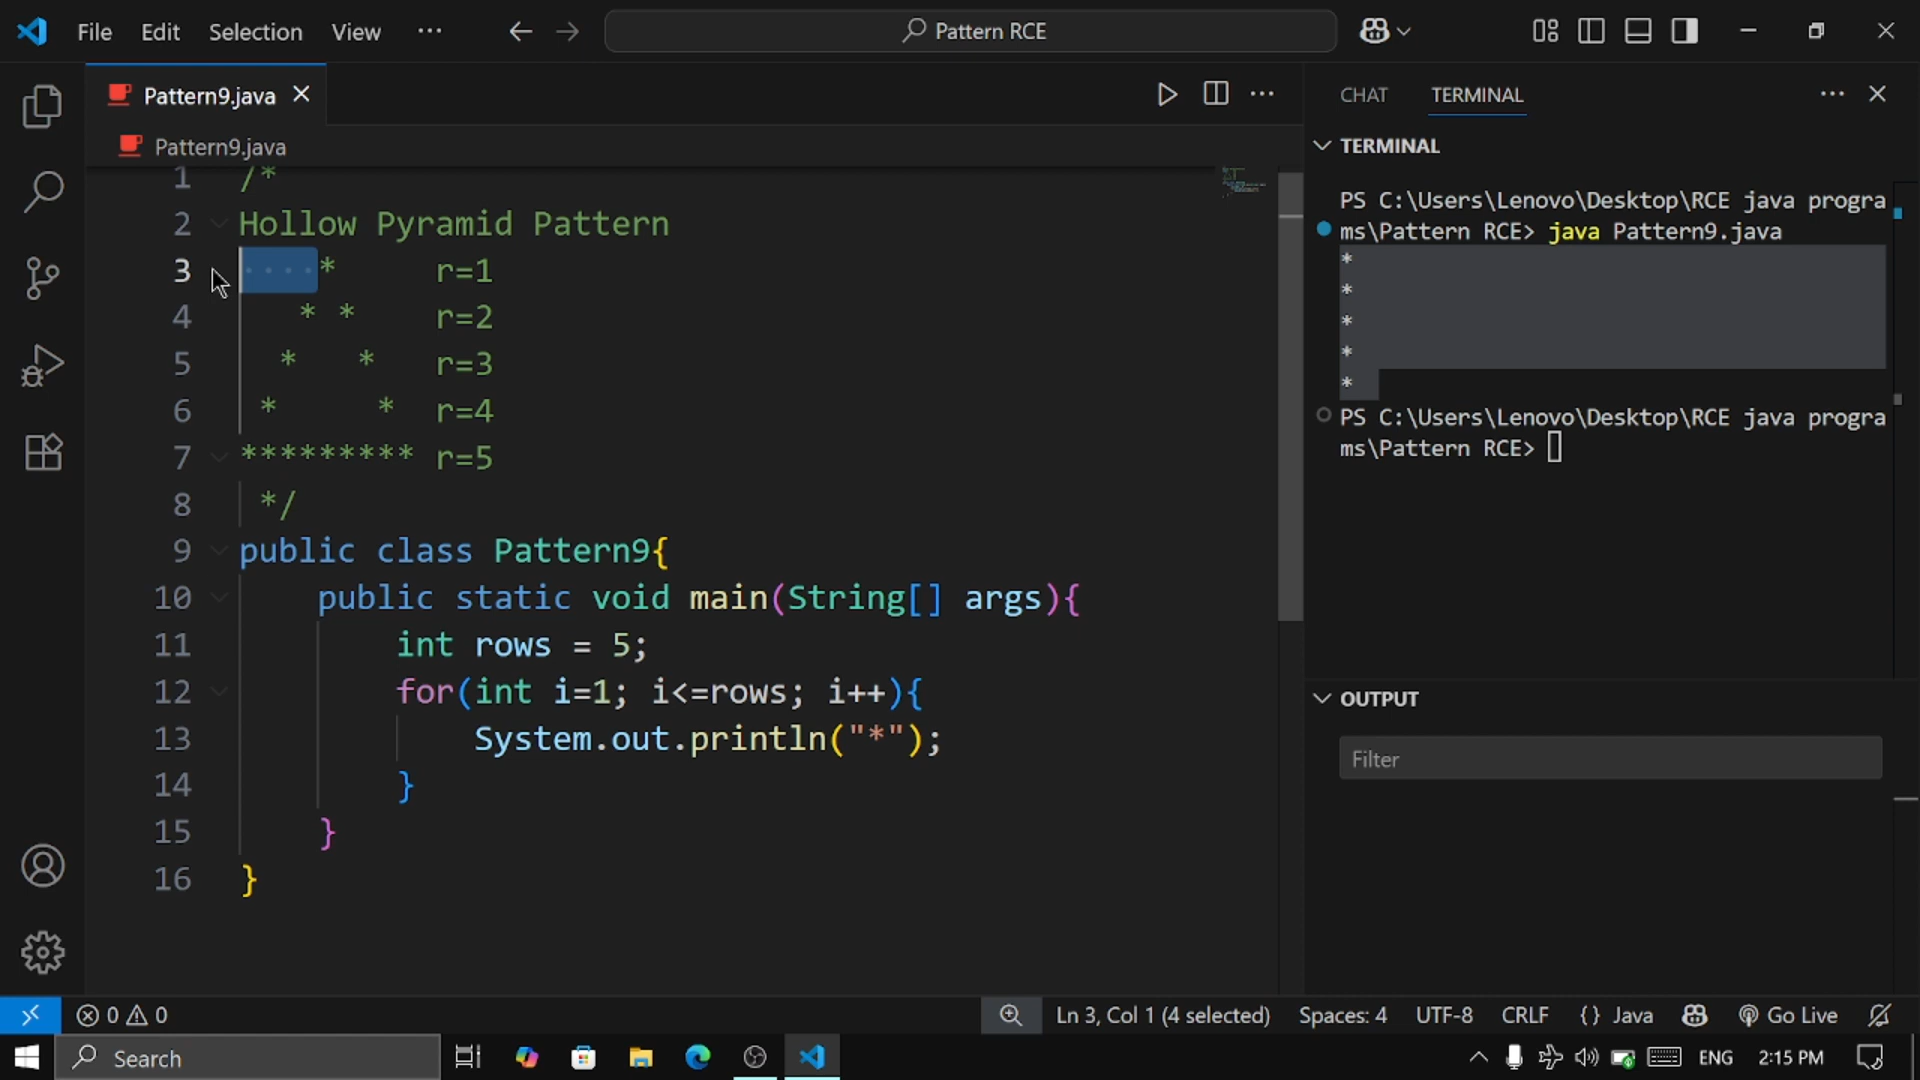 File Edit Selection View ··· Pattern RCE
Pattern9.java
Pattern9.java
1 /*
2 Hollow Pyramid Pattern
3 ····*     r=1
4    * *    r=2
5   *   *   r=3
6  *     *  r=4
7 ********* r=5
8  */
9 public class Pattern9{
10     public static void main(String[] args){
11         int rows = 5;
12         for(int i=1; i<=rows; i++){
13             System.out.println("*");
14         }
15     }
16 }
CHAT TERMINAL ···
TERMINAL
PS C:\Users\Lenovo\Desktop\RCE java progra
ms\Pattern RCE> java Pattern9.java
*
*
*
*
*
PS C:\Users\Lenovo\Desktop\RCE java progra
ms\Pattern RCE>
OUTPUT
Filter
0 0 Ln 3, Col 1 (4 selected) Spaces: 4 UTF-8 CRLF {} Java Go Live
Search ENG 2:15 PM